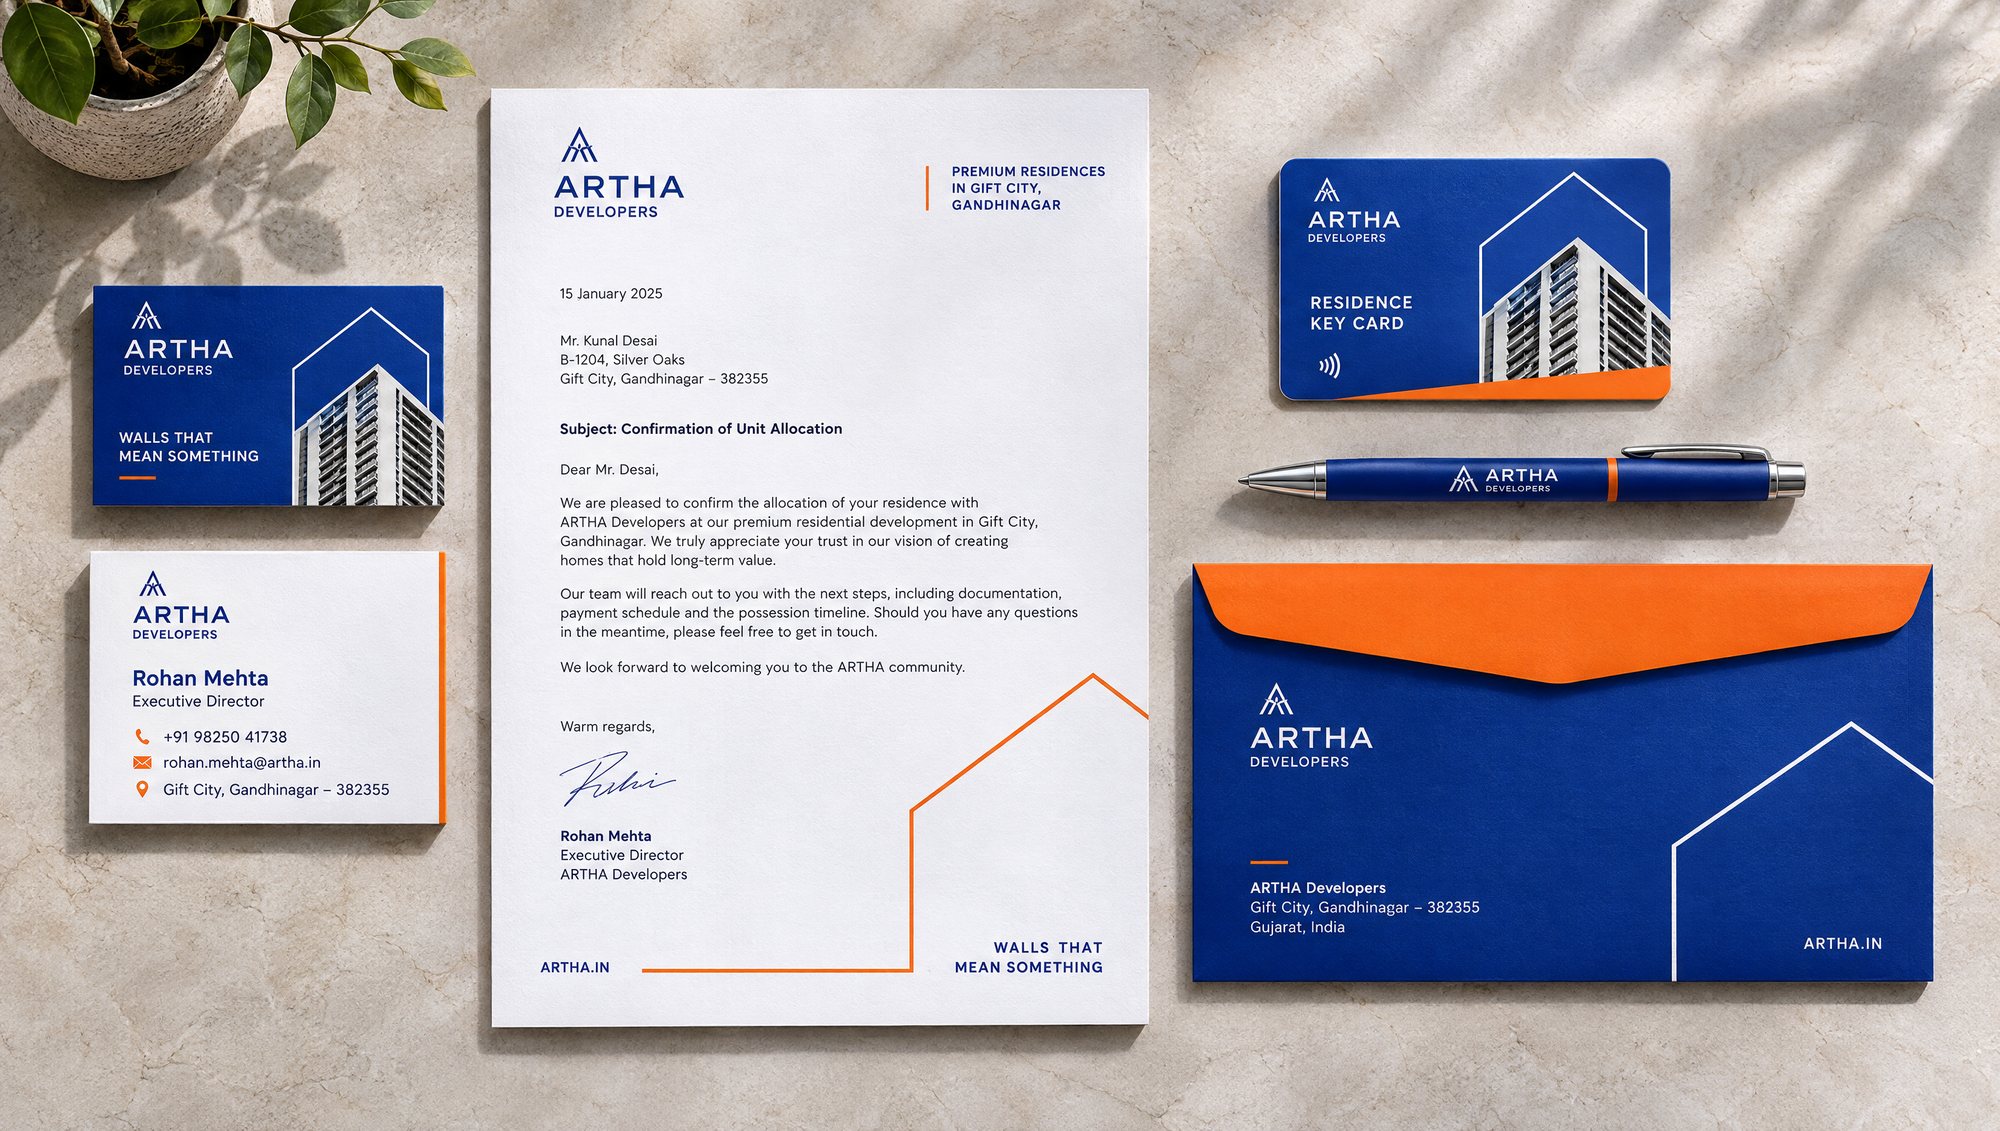 ARTHA
DEVELOPERS
WALLS THAT
MEAN SOMETHING
ARTHA
DEVELOPERS
Rohan Mehta
Executive Director
+91 98250 41738
rohan.mehta@artha.in
Gift City, Gandhinagar – 382355
ARTHA
DEVELOPERS
PREMIUM RESIDENCES
IN GIFT CITY,
GANDHINAGAR
15 January 2025
Mr. Kunal Desai
B-1204, Silver Oaks
Gift City, Gandhinagar – 382355
Subject: Confirmation of Unit Allocation
Dear Mr. Desai,
We are pleased to confirm the allocation of your residence with
ARTHA Developers at our premium residential development in Gift City,
Gandhinagar. We truly appreciate your trust in our vision of creating
homes that hold long-term value.
Our team will reach out to you with the next steps, including documentation,
payment schedule and the possession timeline. Should you have any questions
in the meantime, please feel free to get in touch.
We look forward to welcoming you to the ARTHA community.
Warm regards,
Rohan Mehta
Executive Director
ARTHA Developers
ARTHA.IN
WALLS THAT
MEAN SOMETHING
ARTHA
DEVELOPERS
RESIDENCE
KEY CARD
ARTHA
DEVELOPERS
ARTHA
DEVELOPERS
ARTHA Developers
Gift City, Gandhinagar – 382355
Gujarat, India
ARTHA.IN